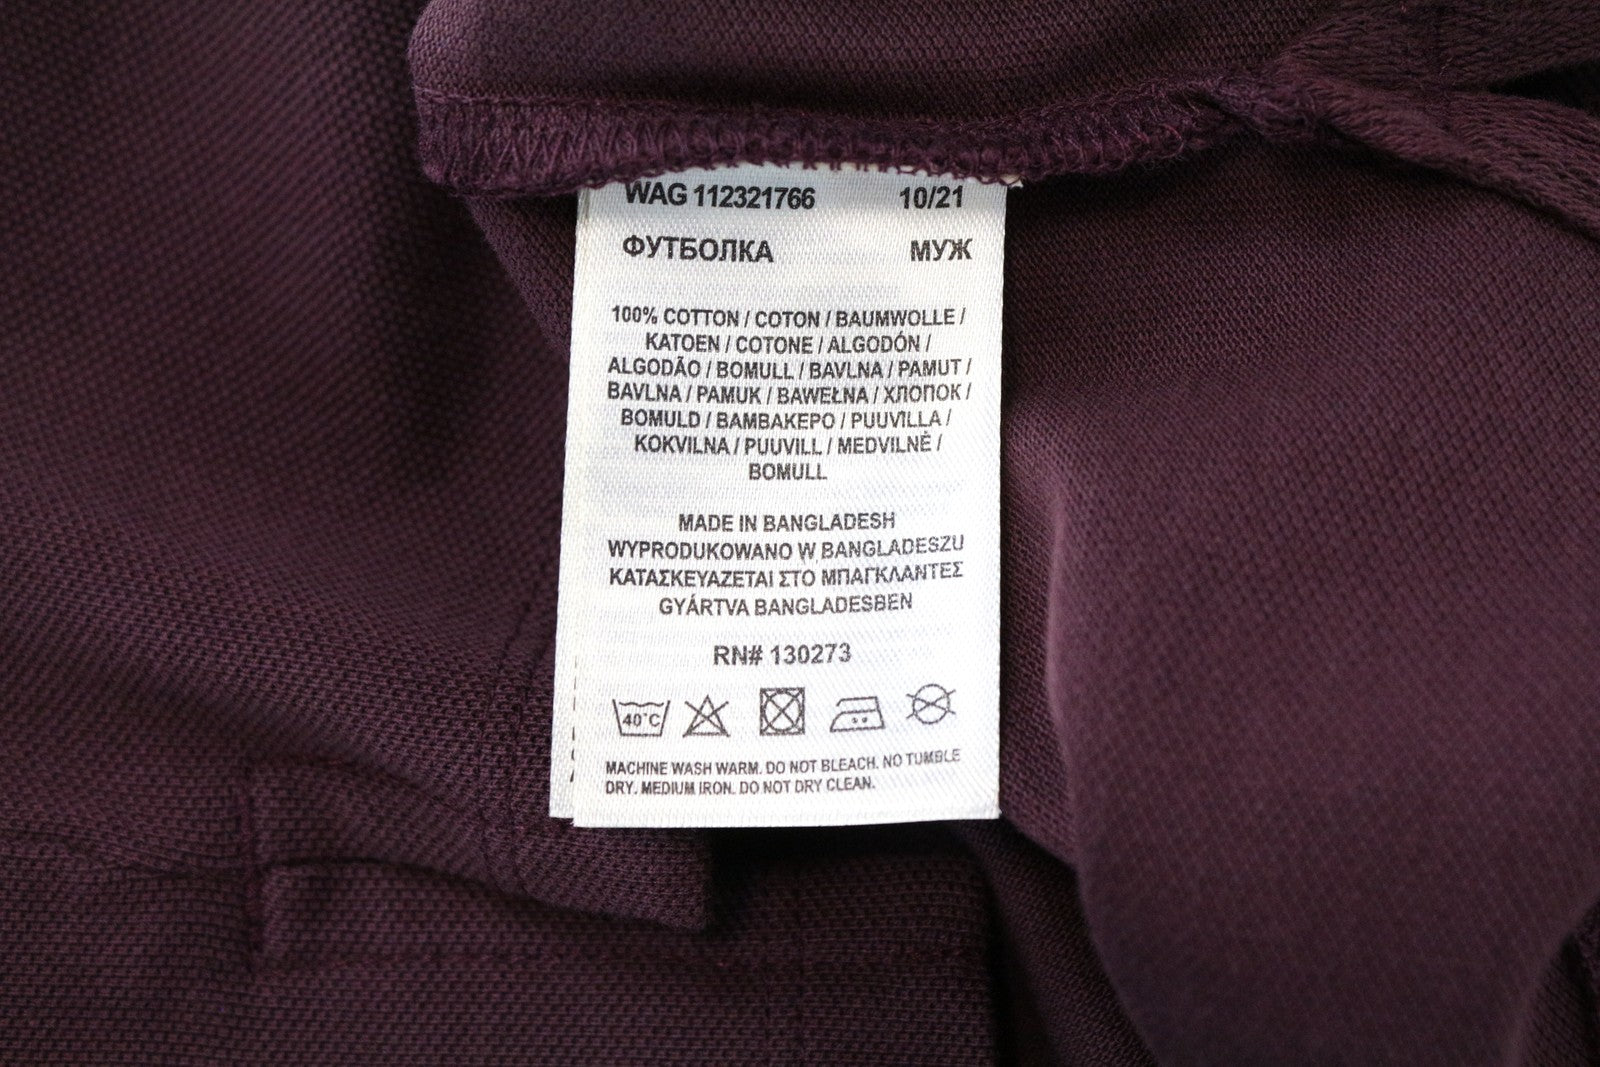 WAG 112321766 10/21
ФУТБОЛКА МУЖ
100% COTTON / COTON / BAUMWOLLE /
KATOEN / COTONE / ALGODÓN /
ALGODÃO / BOMULL / BAVLNA / PAMUT /
BAVLNA / PAMUK / BAWEŁNA / ХЛОПОК /
BOMULD / ΒΑΜΒΑΚΕΡΟ / PUUVILLA /
KOKVILNA / PUUVILL / MEDVILNĖ /
BOMULL
MADE IN BANGLADESH
WYPRODUKOWANO W BANGLADESZU
ΚΑΤΑΣΚΕΥΑΖΕΤΑΙ ΣΤΟ ΜΠΑΓΚΛΑΝΤΕΣ
GYÁRTVA BANGLADESBEN
RN# 130273
40°C
MACHINE WASH WARM. DO NOT BLEACH. NO TUMBLE
DRY. MEDIUM IRON. DO NOT DRY CLEAN.